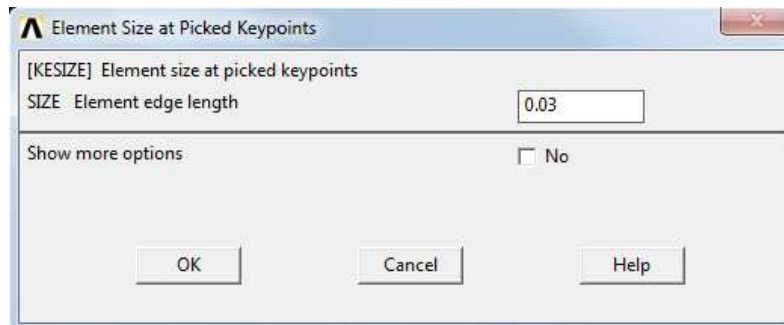 Element Size at Picked Keypoints
[KESIZE] Element size at picked keypoints
SIZE Element edge length 0.03
Show more options No
OK Cancel Help